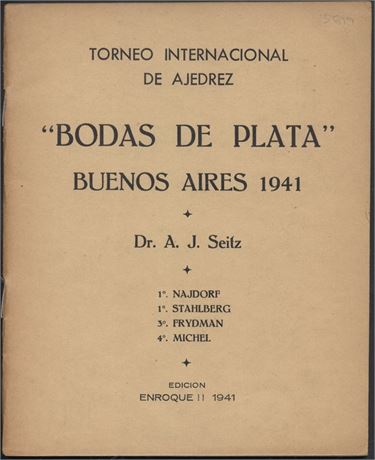 TORNEO INTERNACIONAL
DE AJEDREZ
"BODAS DE PLATA"
BUENOS AIRES 1941
Dr. A. J. Seitz
1º. NAJDORF
1º. STAHLBERG
3º. FRYDMAN
4º. MICHEL
EDICION
ENROQUE !! 1941